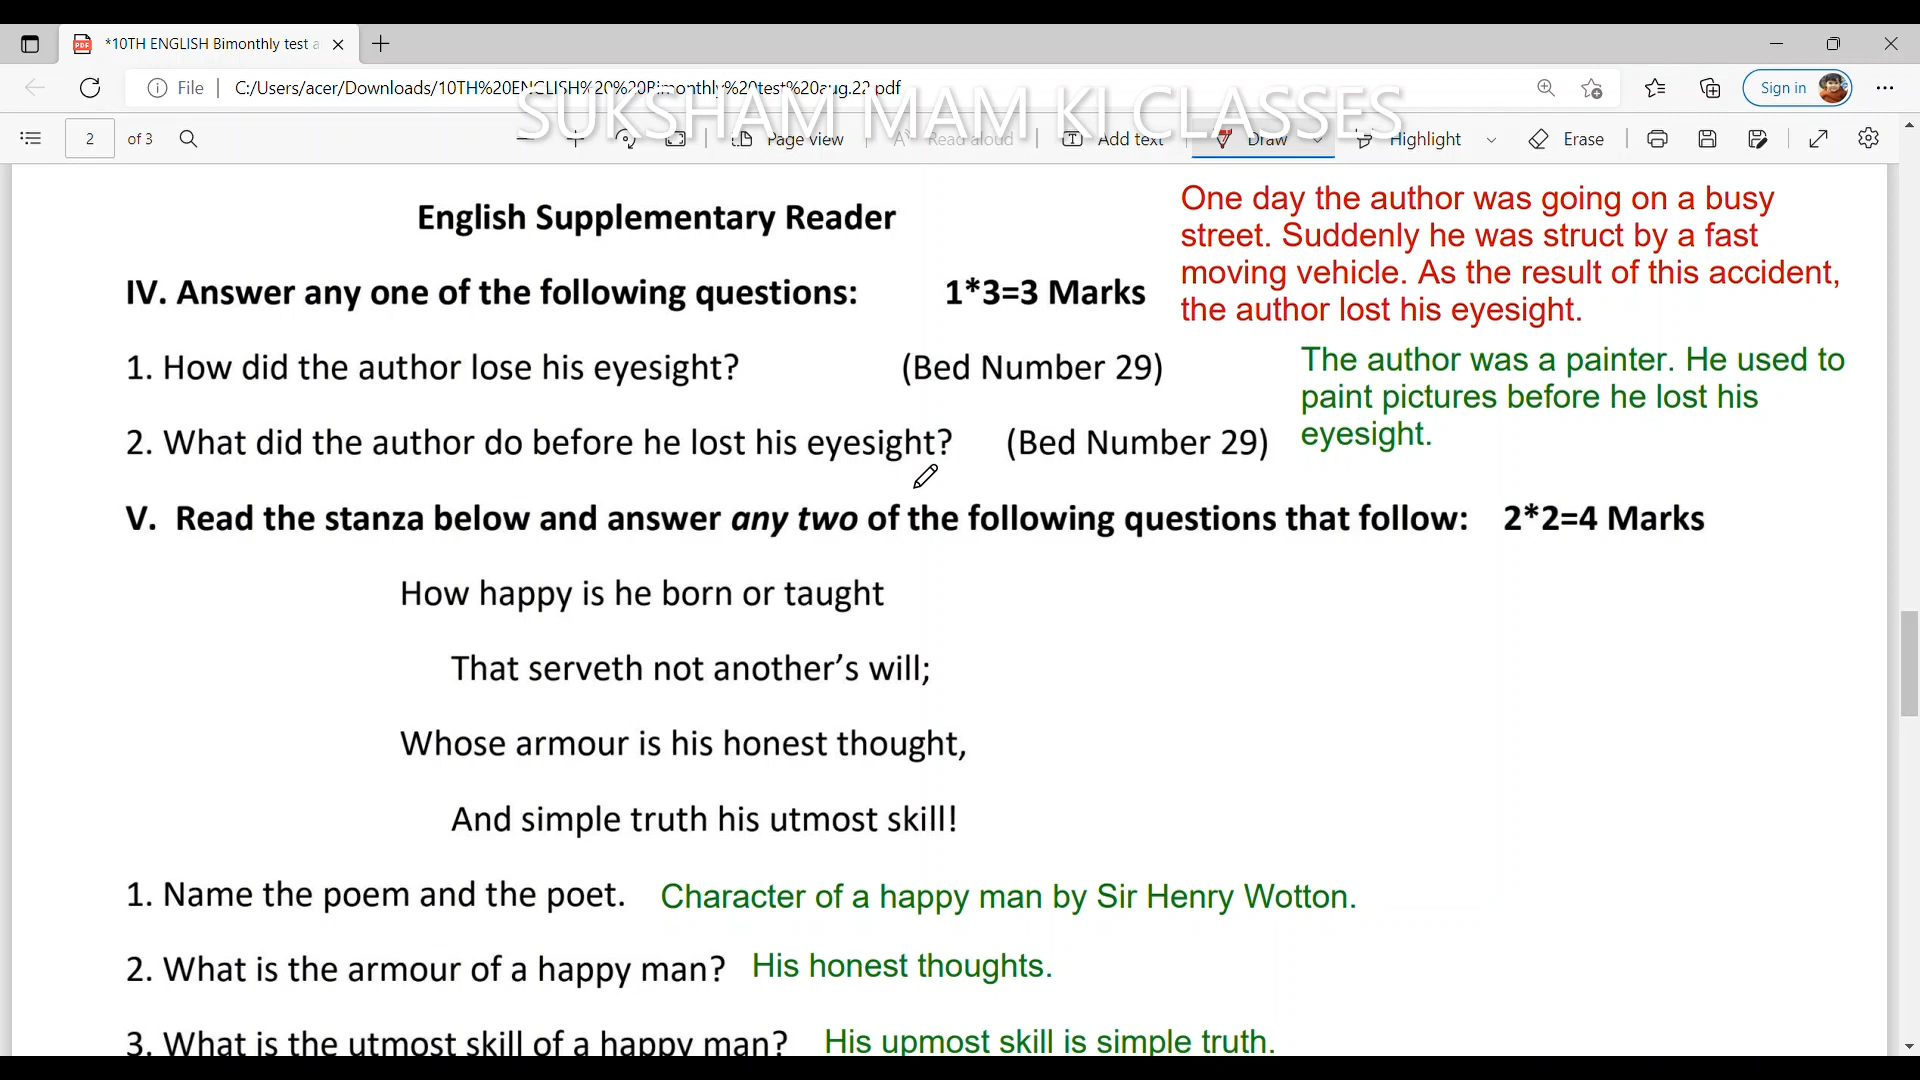 *10TH ENGLISH Bimonthly test a
File
C:/Users/acer/Downloads/10TH%20ENGLISH%20%20Bimonthly%20test%20aug.22.pdf
Sign in
SUKSHAM MAM KI CLASSES
2 of 3
Page view
Read aloud
Add text
Draw
Highlight
Erase
English Supplementary Reader
One day the author was going on a busy
street. Suddenly he was struct by a fast
moving vehicle. As the result of this accident,
the author lost his eyesight.
IV. Answer any one of the following questions: 1*3=3 Marks
1. How did the author lose his eyesight? (Bed Number 29)
The author was a painter. He used to
paint pictures before he lost his
eyesight.
2. What did the author do before he lost his eyesight? (Bed Number 29)
V. Read the stanza below and answer any two of the following questions that follow: 2*2=4 Marks
How happy is he born or taught
That serveth not another’s will;
Whose armour is his honest thought,
And simple truth his utmost skill!
1. Name the poem and the poet. Character of a happy man by Sir Henry Wotton.
2. What is the armour of a happy man? His honest thoughts.
3. What is the utmost skill of a happy man? His upmost skill is simple truth.